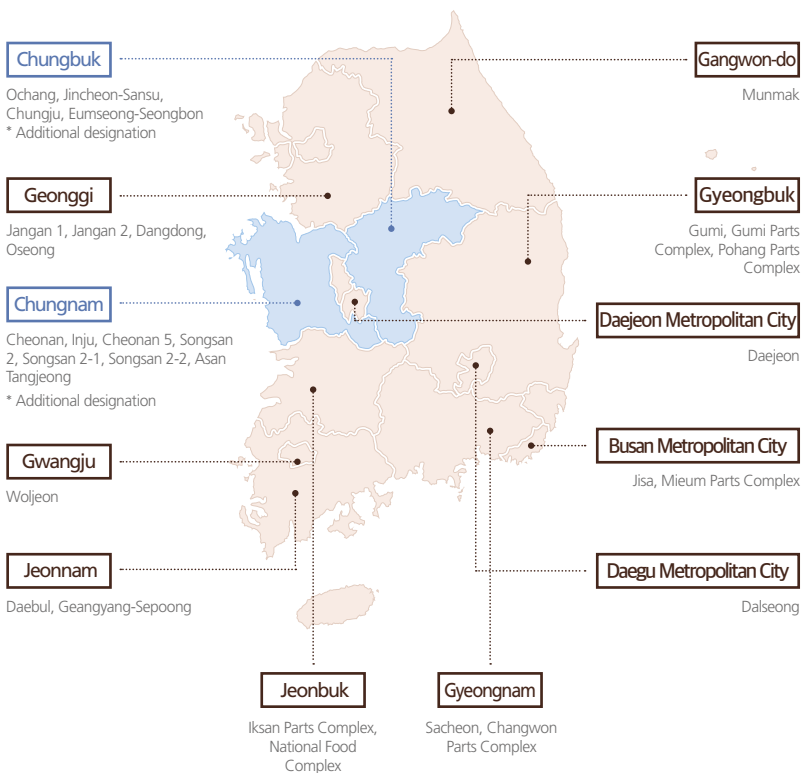 Chungbuk
Ochang, Jincheon-Sansu,
Chungju, Eumseong-Seongbon
* Additional designation
Geonggi
Jangan 1, Jangan 2, Dangdong,
Oseong
Chungnam
Cheonan, Inju, Cheonan 5, Songsan
2, Songsan 2-1, Songsan 2-2, Asan
Tangjeong
* Additional designation
Gwangju
Woljeon
Jeonnam
Daebul, Geangyang-Sepoong
Jeonbuk
Iksan Parts Complex,
National Food
Complex
Gyeongnam
Sacheon, Changwon
Parts Complex
Gangwon-do
Munmak
Gyeongbuk
Gumi, Gumi Parts
Complex, Pohang Parts
Complex
Daejeon Metropolitan City
Daejeon
Busan Metropolitan City
Jisa, Mieum Parts Complex
Daegu Metropolitan City
Dalseong